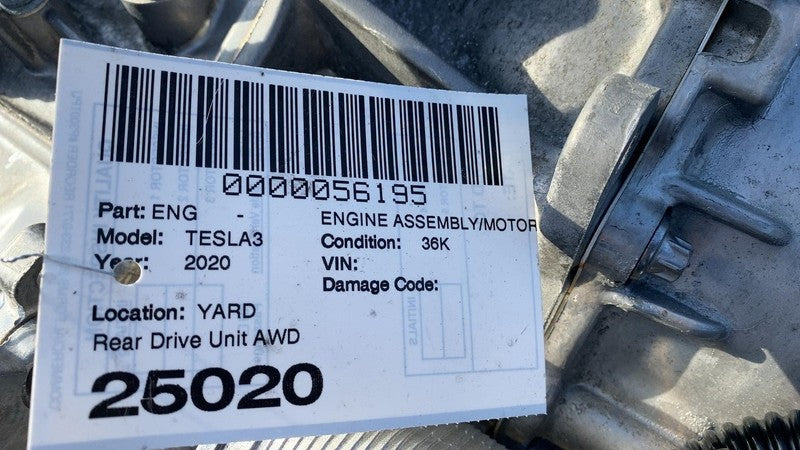 0000056195
Part: ENG - ENGINE ASSEMBLY/MOTOR
Model: TESLA3 Condition: 36K
Year: 2020 VIN:
Damage Code:
Location: YARD
Rear Drive Unit AWD
25020
INITIALS